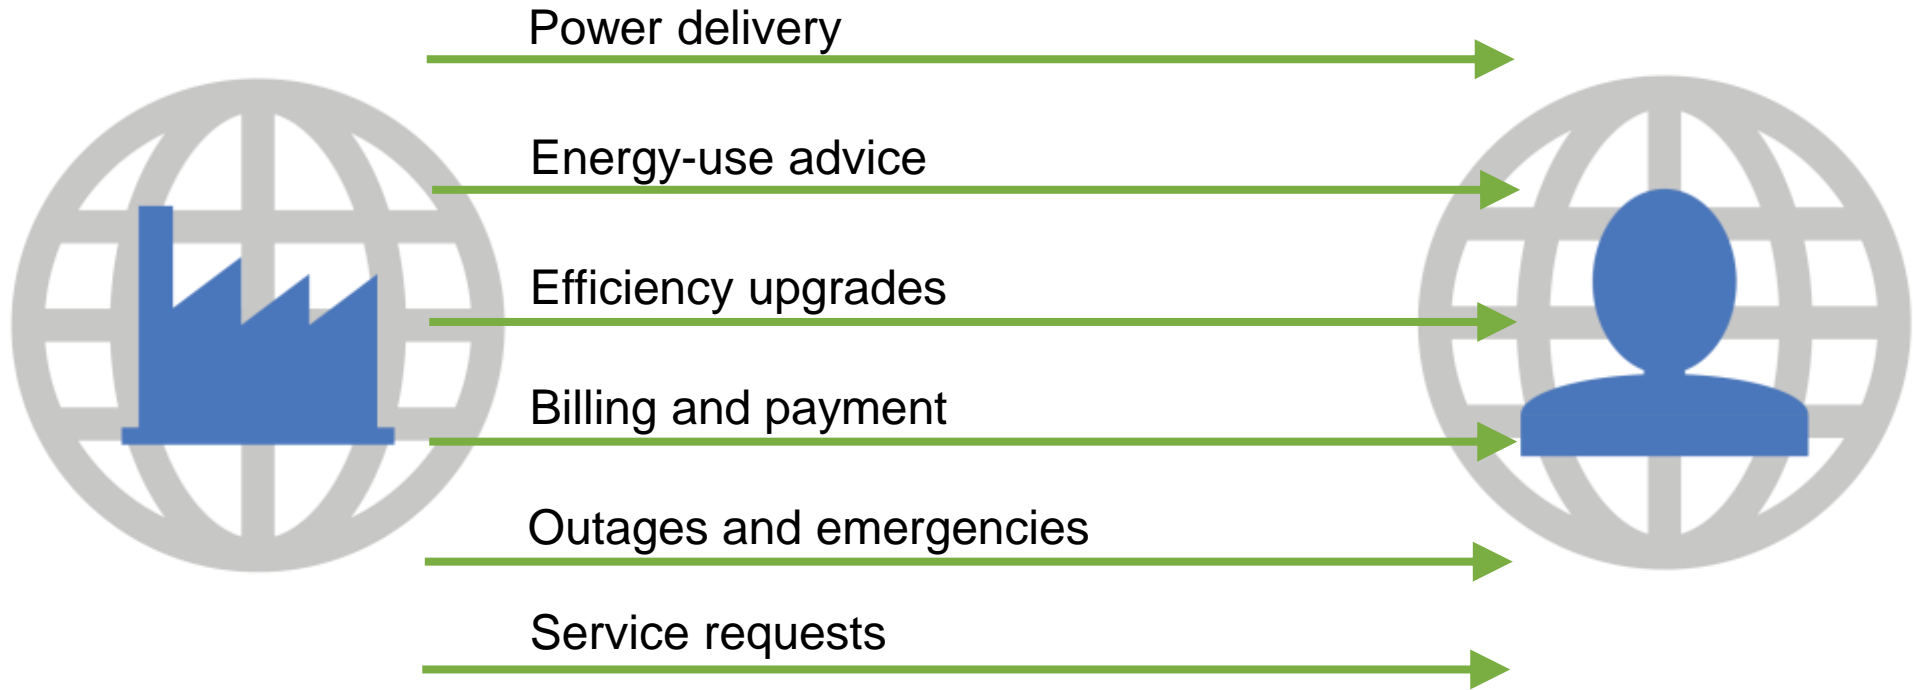 Power delivery
Energy-use advice
Efficiency upgrades
Billing and payment
Outages and emergencies
Service requests